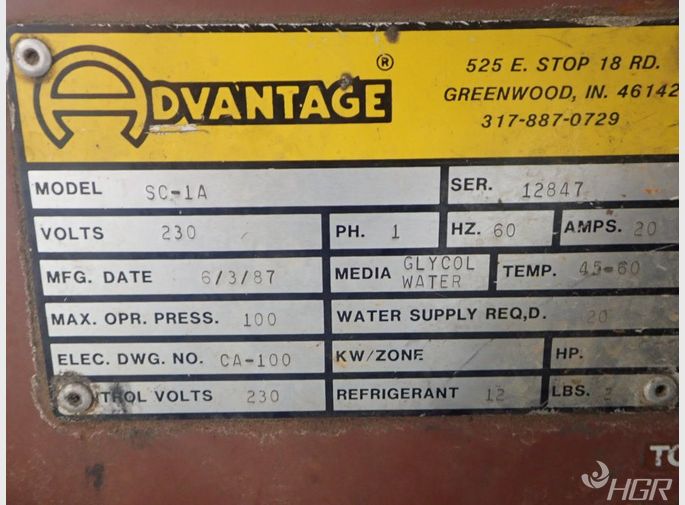 ADVANTAGE ®
525 E. STOP 18 RD.
GREENWOOD, IN. 46142
317-887-0729
MODEL SC-1A SER. 12847
VOLTS 230 PH. 1 HZ. 60 AMPS. 20
MFG. DATE 6/3/87 MEDIA GLYCOL WATER TEMP. 45-60
MAX. OPR. PRESS. 100 WATER SUPPLY REQ,D. 20
ELEC. DWG. NO. CA-100 KW/ZONE HP.
TROL VOLTS 230 REFRIGERANT 12 LBS.
TO
HGR